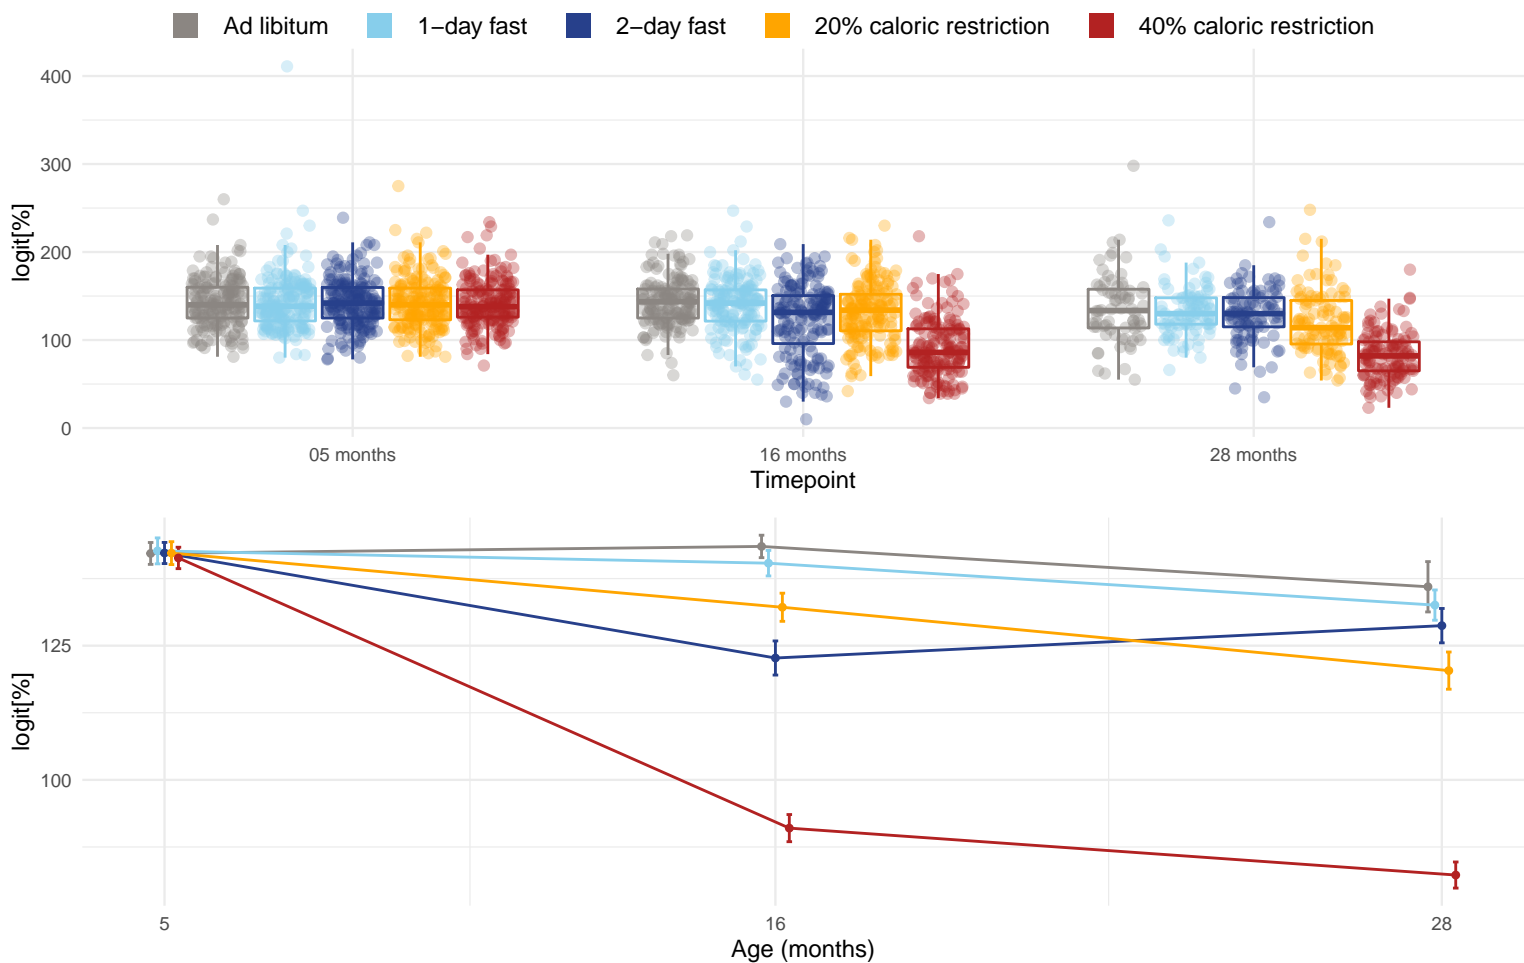 Ad libitum 1−day fast 2−day fast 20% caloric restriction 40% caloric restriction
400
300
200
100
0
logit[%]
05 months 16 months 28 months
Timepoint
125
100
logit[%]
5 16 28
Age (months)